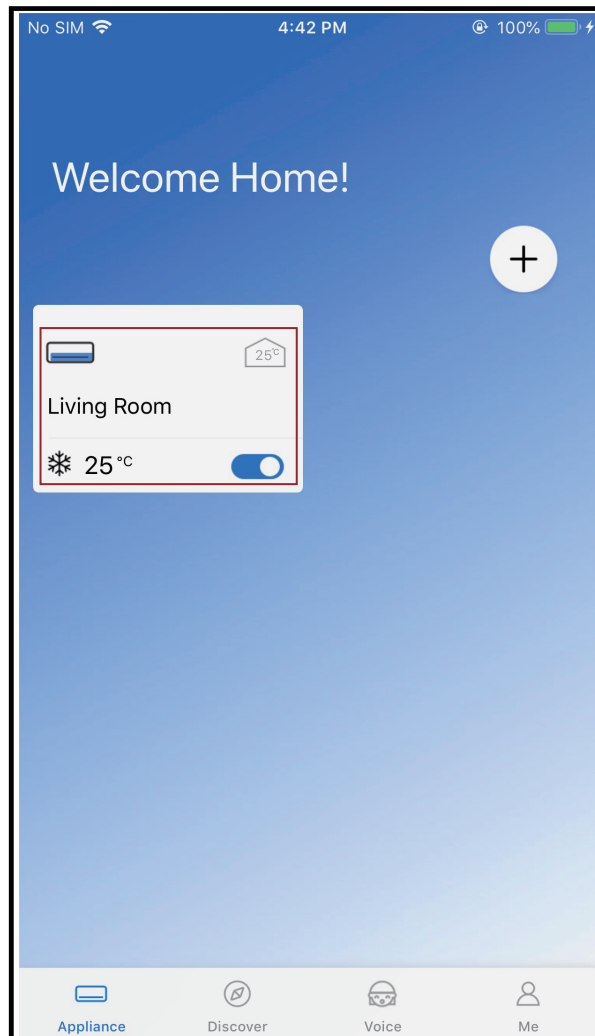 No SIM 4:42 PM 100%
Welcome Home!
+
25℃
Living Room
25°C
Appliance Discover Voice Me